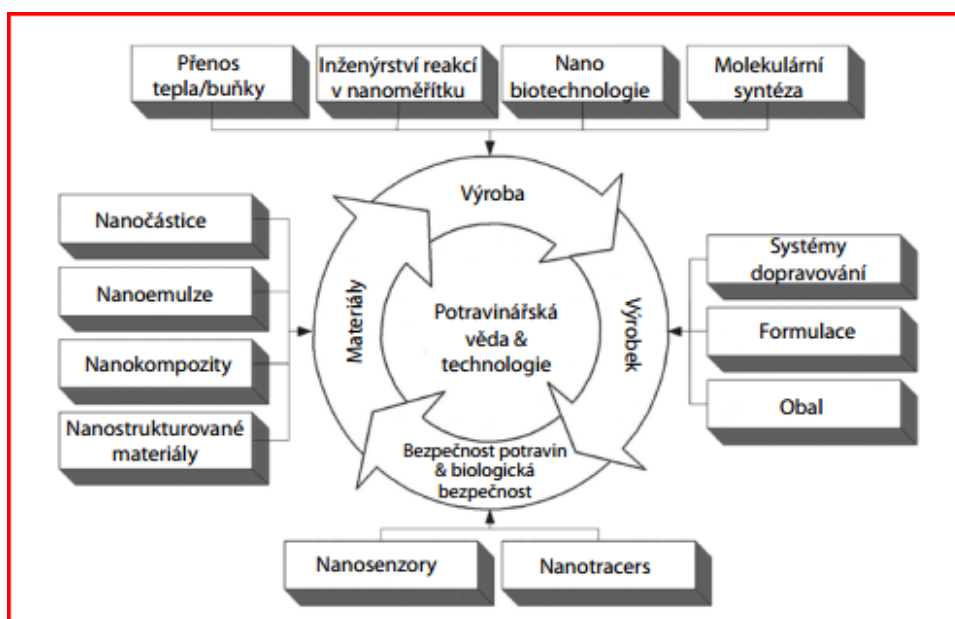 Přenos
tepla/buňky
Inženýrství reakcí
v nanoměřítku
Nano
biotechnologie
Molekulární
syntéza
Výroba
Nanočástice
Nanoemulze
Nanokompozity
Nanostrukturované
materiály
Materiály
Potravinářská
věda &
technologie
Výrobek
Systémy
dopravování
Formulace
Obal
Bezpečnost potravin
& biologická
bezpečnost
Nanosenzory
Nanotracers